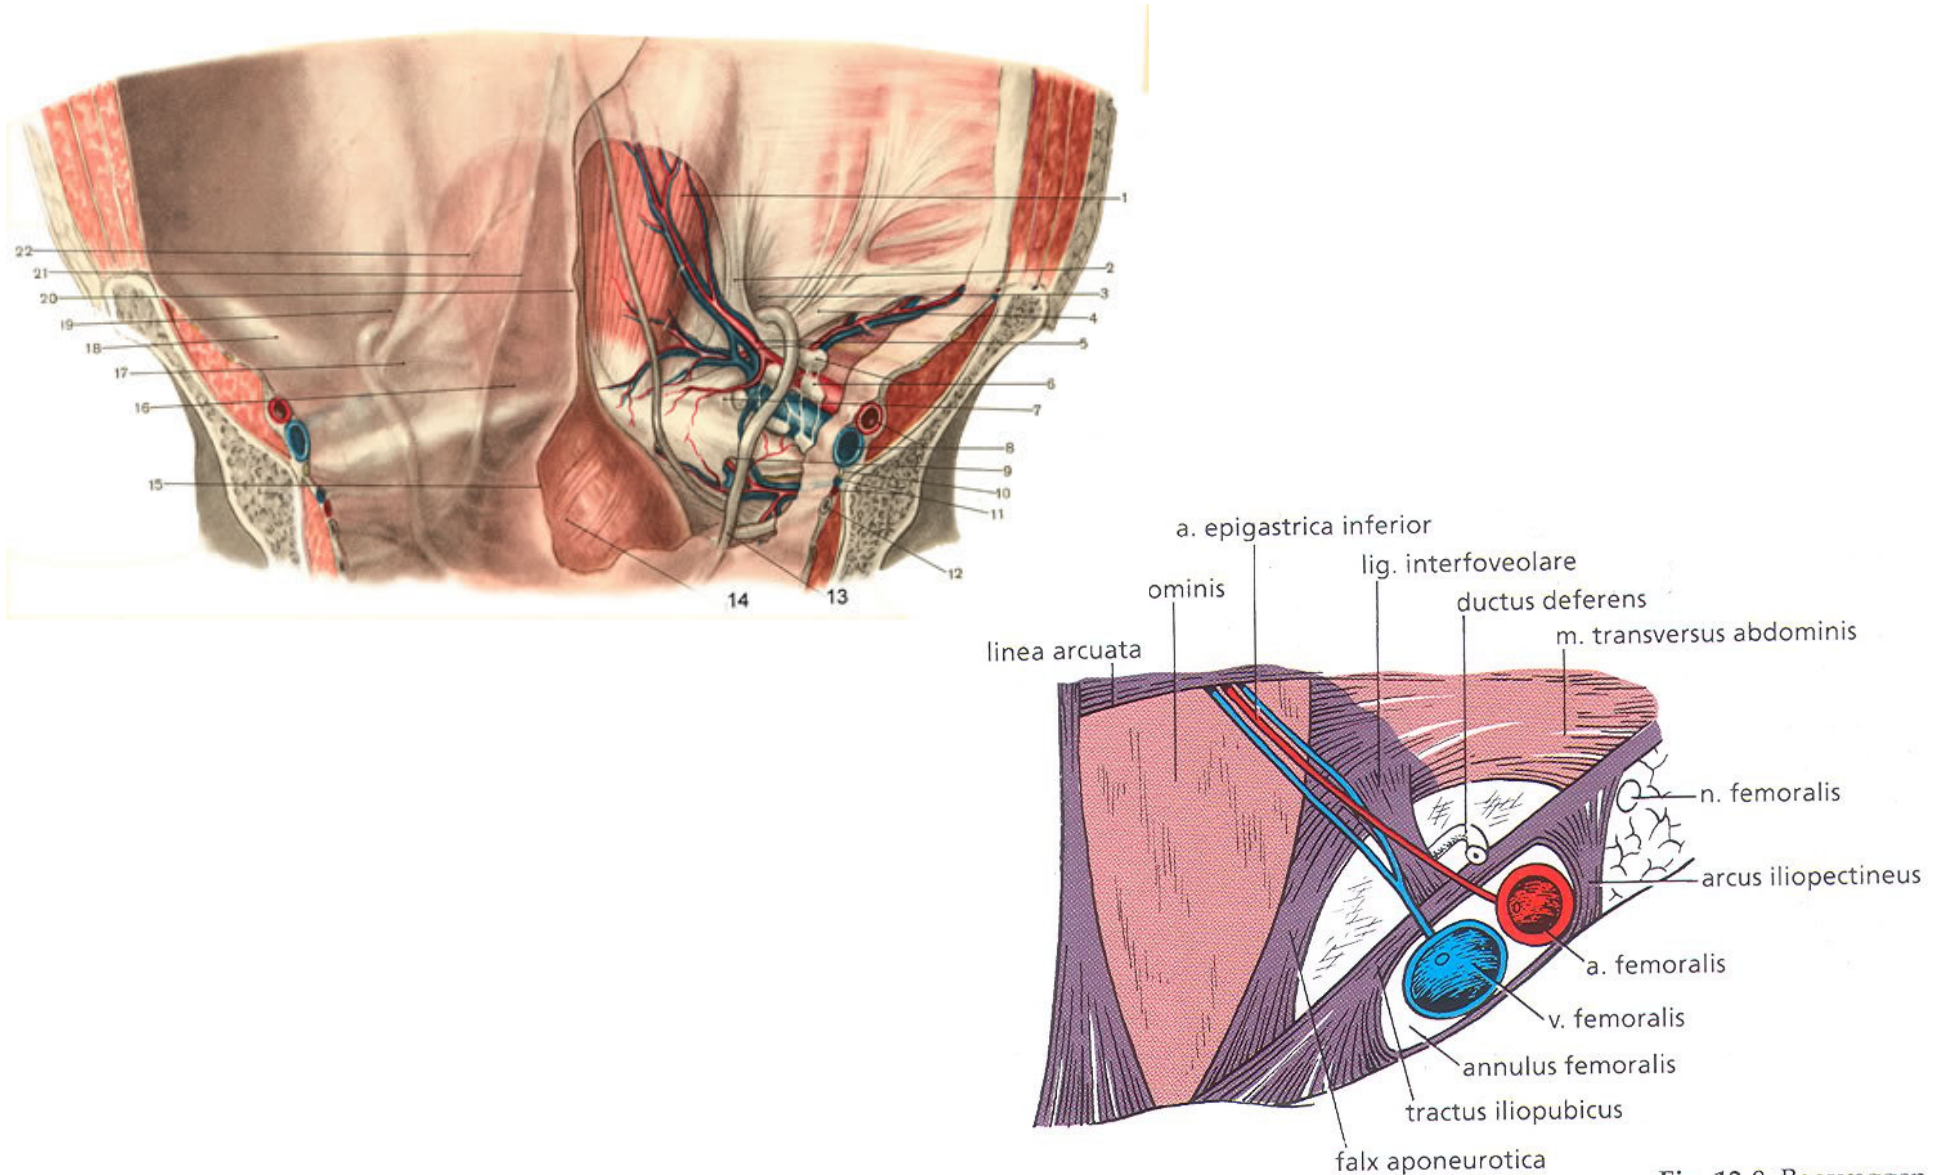 1
2
3
4
5
6
7
8
9
10
11
12
13
14
15
16
17
18
19
20
21
22
a. epigastrica inferior
lig. interfoveolare
ominis
ductus deferens
m. transversus abdominis
linea arcuata
n. femoralis
arcus iliopectineus
a. femoralis
v. femoralis
annulus femoralis
tractus iliopubicus
falx aponeurotica